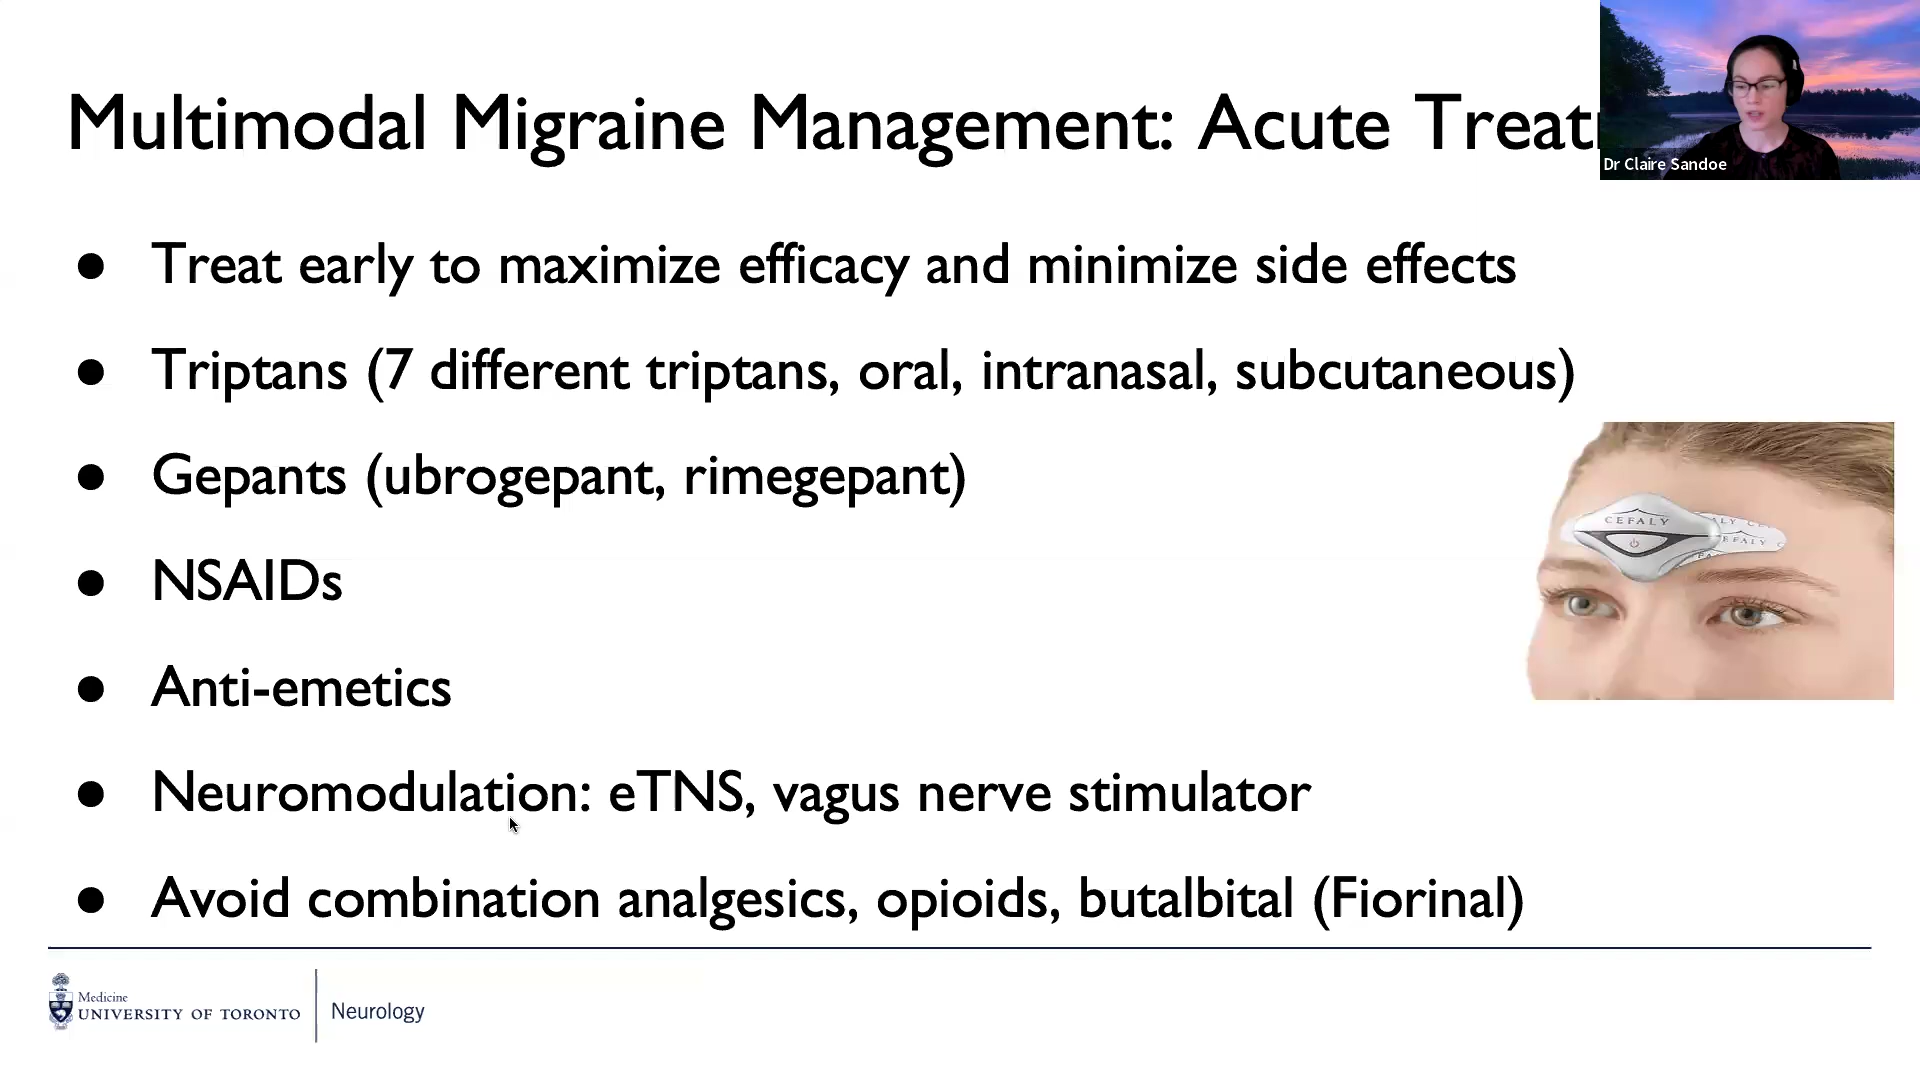 Multimodal Migraine Management: Acute Treat
Dr Claire Sandoe
● Treat early to maximize efficacy and minimize side effects
● Triptans (7 different triptans, oral, intranasal, subcutaneous)
● Gepants (ubrogepant, rimegepant)
CEFALY
● NSAIDs
● Anti-emetics
● Neuromodulation: eTNS, vagus nerve stimulator
● Avoid combination analgesics, opioids, butalbital (Fiorinal)
Medicine
UNIVERSITY OF TORONTO
Neurology